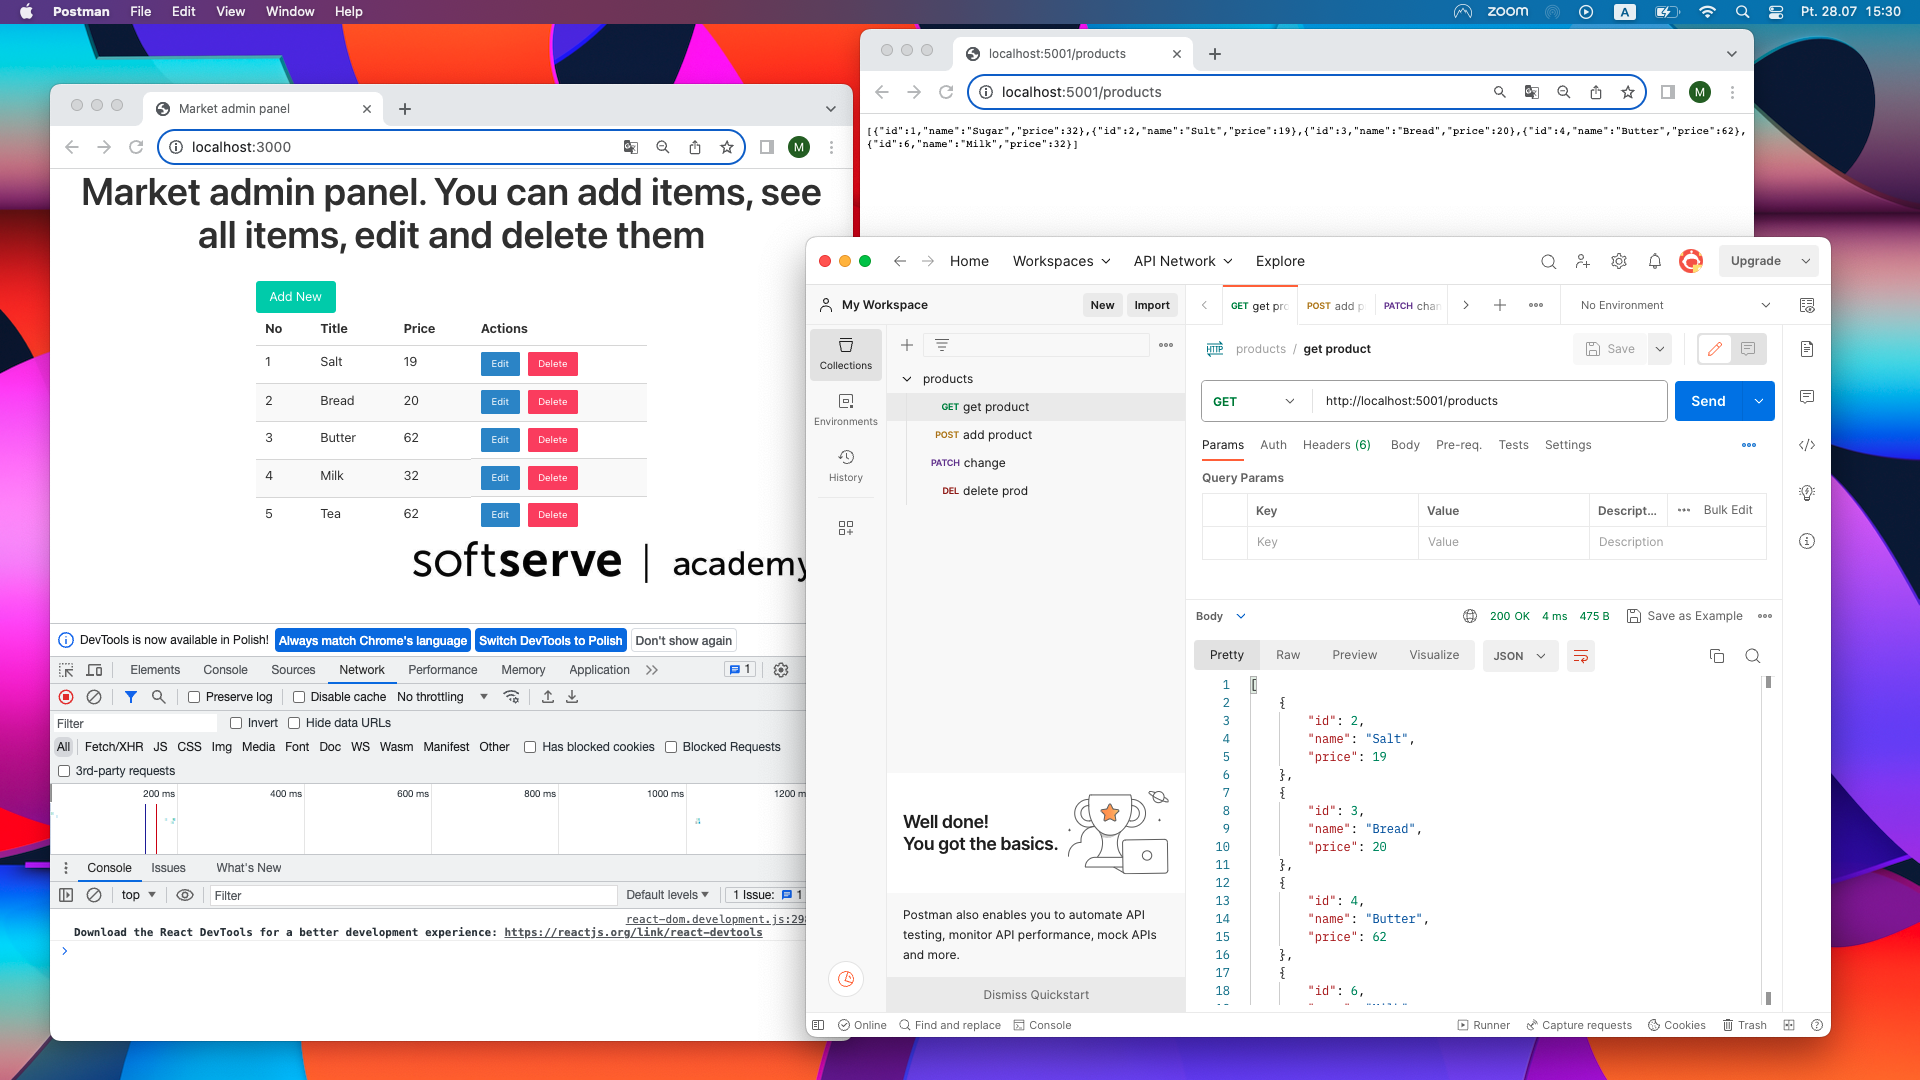 Postman File Edit View Window Help
zoom A Pt. 28.07 15:30
localhost:5001/products
localhost:5001/products
M
[{"id":1,"name":"Sugar","price":32},{"id":2,"name":"Sult","price":19},{"id":3,"name":"Bread","price":20},{"id":4,"name":"Butter","price":62},
{"id":6,"name":"Milk","price":32}]
Market admin panel
localhost:3000
M
Market admin panel. You can add items, see
all items, edit and delete them
Add New
No Title Price Actions
1 Salt 19 Edit Delete
2 Bread 20 Edit Delete
3 Butter 62 Edit Delete
4 Milk 32 Edit Delete
5 Tea 62 Edit Delete
softserve | academy
DevTools is now available in Polish! Always match Chrome's language Switch DevTools to Polish Don't show again
Elements Console Sources Network Performance Memory Application 1
Preserve log Disable cache No throttling
Filter Invert Hide data URLs
All Fetch/XHR JS CSS Img Media Font Doc WS Wasm Manifest Other Has blocked cookies Blocked Requests
3rd-party requests
200 ms 400 ms 600 ms 800 ms 1000 ms 1200 m
Console Issues What's New
top Filter Default levels 1 Issue: 1
react-dom.development.js:298
Download the React DevTools for a better development experience: https://reactjs.org/link/react-devtools
Home Workspaces API Network Explore Upgrade
My Workspace New Import
GET get pro POST add p PATCH chan No Environment
Collections
Environments
History
products
GET get product
POST add product
PATCH change
DEL delete prod
HTTP products / get product Save
GET http://localhost:5001/products Send
Params Auth Headers (6) Body Pre-req. Tests Settings
Query Params
Key Value Descript... Bulk Edit
Key Value Description
Body 200 OK 4 ms 475 B Save as Example
Pretty Raw Preview Visualize JSON
1 [
2 {
3 "id": 2,
4 "name": "Salt",
5 "price": 19
6 },
7 {
8 "id": 3,
9 "name": "Bread",
10 "price": 20
11 },
12 {
13 "id": 4,
14 "name": "Butter",
15 "price": 62
16 },
17 {
18 "id": 6,
Well done!
You got the basics.
Postman also enables you to automate API
testing, monitor API performance, mock APIs
and more.
Dismiss Quickstart
Online Find and replace Console Runner Capture requests Cookies Trash